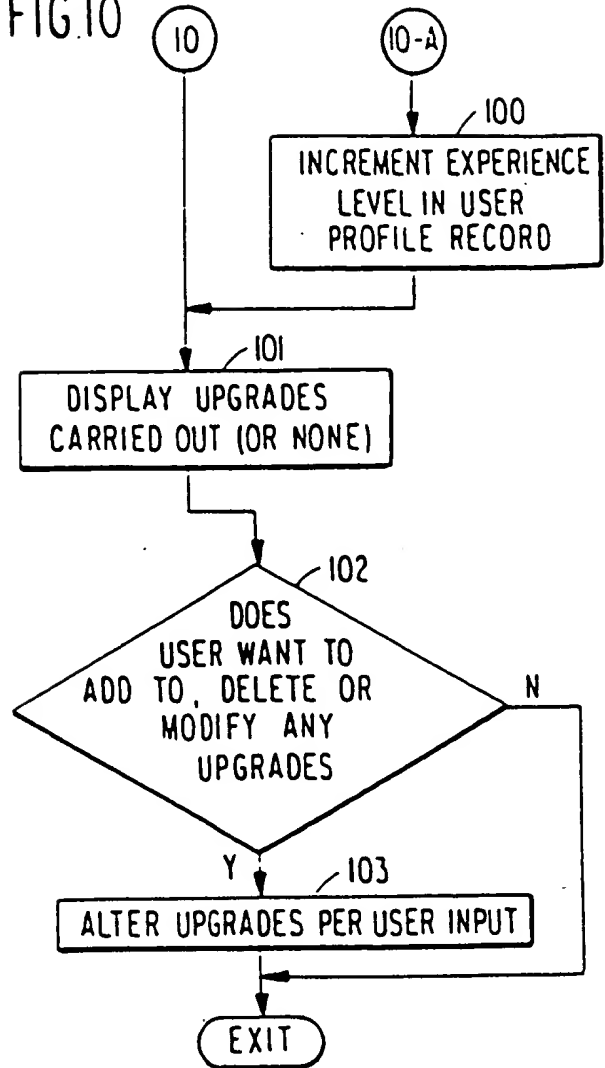 FIG.10
10
10-A
100
INCREMENT EXPERIENCE
LEVEL IN USER
PROFILE RECORD
101
DISPLAY UPGRADES
CARRIED OUT (OR NONE)
102
DOES
USER WANT TO
ADD TO, DELETE OR
MODIFY ANY
UPGRADES
N
Y
103
ALTER UPGRADES PER USER INPUT
EXIT